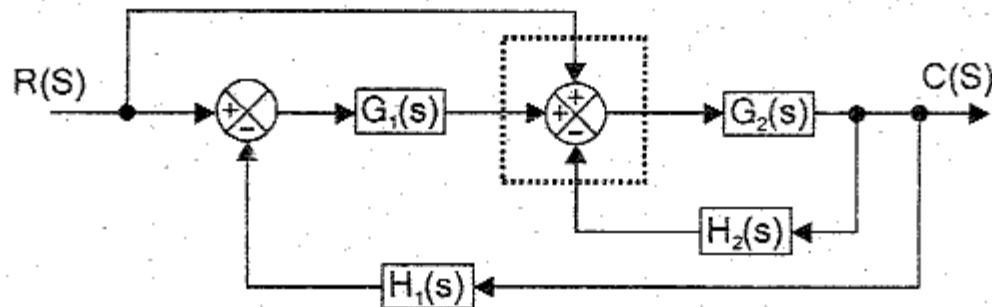 R(S)
C(S)
+
−
G₁(s)
+
+
−
G₂(s)
H₂(s)
H₁(s)